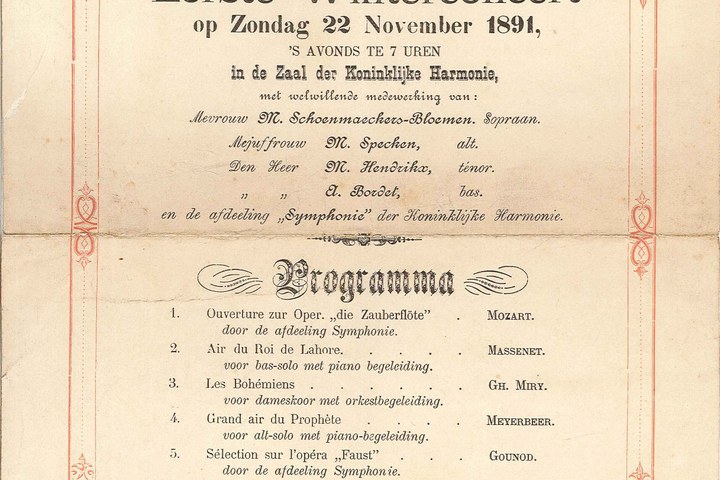 Eerste Winterconcert
op Zondag 22 November 1891,
'S AVONDS TE 7 UREN
in de Zaal der Koninklijke Harmonie,
met welwillende medewerking van:
Mevrouw M. Schoenmaeckers-Bloemen. Sopraan.
Mejuffrouw M. Specken, alt.
Den Heer M. Hendrikx, ténor.
„ „ A. Bordet, bas.
en de afdeeling „Symphonie" der Koninklijke Harmonie.
Programma
1. Ouverture zur Oper. „die Zauberflöte" . MOZART.
door de afdeeling Symphonie.
2. Air du Roi de Lahore. . . . . MASSENET.
voor bas-solo met piano begeleiding.
3. Les Bohémiens . . . . . . GH. MIRY.
voor dameskoor met orkestbegeleiding.
4. Grand air du Prophète . . . . MEYERBEER.
voor alt-solo met piano-begeleiding.
5. Sélection sur l'opéra „Faust" . . . GOUNOD.
door de afdeeling Symphonie.